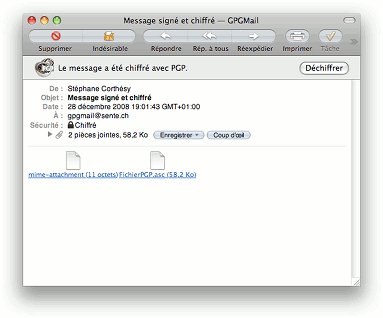 Message signé et chiffré — GPGMail
Supprimer Indésirable Répondre Rép. à tous Réexpédier Imprimer Tâche
Le message a été chiffré avec PGP. Déchiffrer
De : Stéphane Corthésy
Objet : Message signé et chiffré
Date : 28 décembre 2008 19:01:43 GMT+01:00
À : gpgmail@sente.ch
Sécurité : Chiffré
2 pièces jointes, 58,2 Ko Enregistrer Coup d'œil
mime-attachment (11 octets) FichierPGP.asc (58,2 Ko)